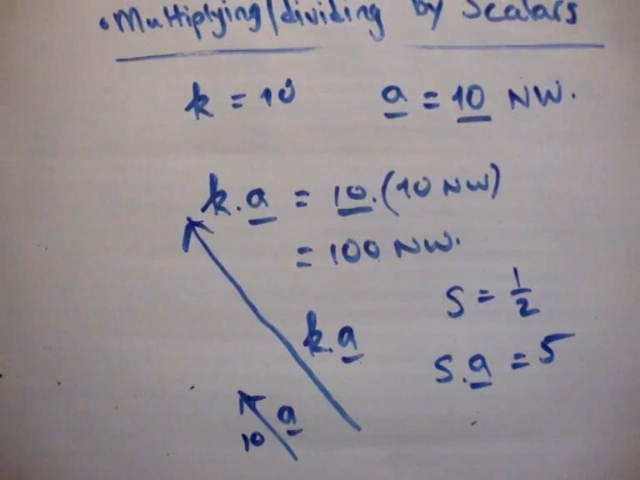 • Multiplying/dividing by Scalars
k = 10 a = 10 NW.
k.a = 10.(10 NW)
= 100 NW.
S = 1/2
k.a
S.a = 5
a
10